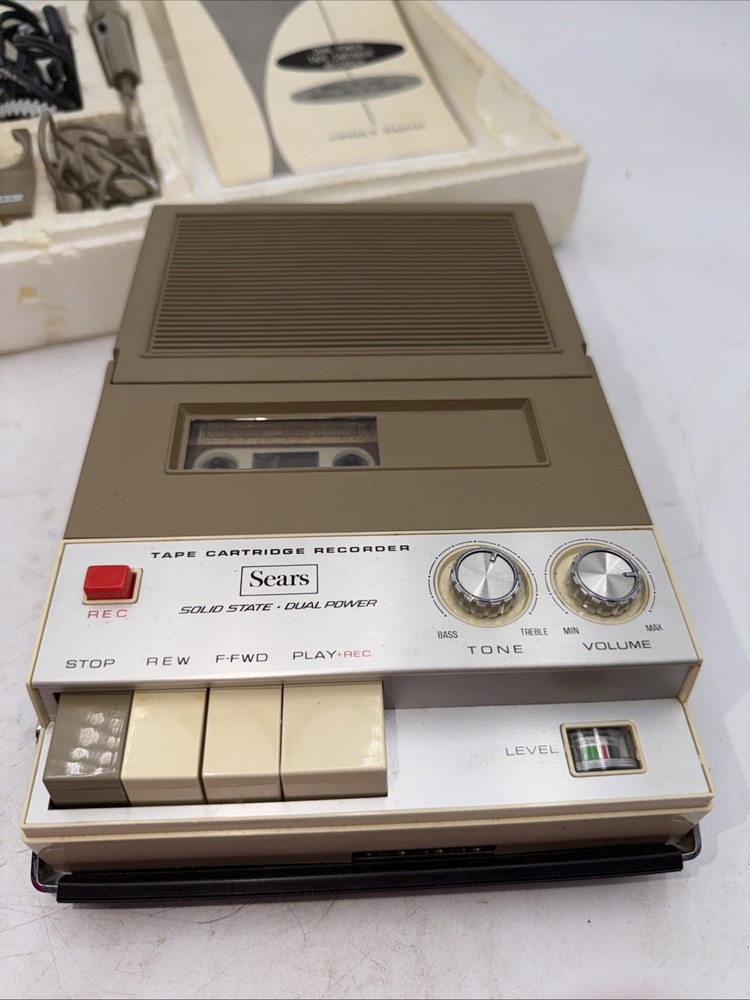 TAPE CARTRIDGE RECORDER
Sears
SOLID STATE · DUAL POWER
REC
STOP
REW
F-FWD
PLAY+REC
BASS
TREBLE
TONE
MIN
MAX
VOLUME
LEVEL